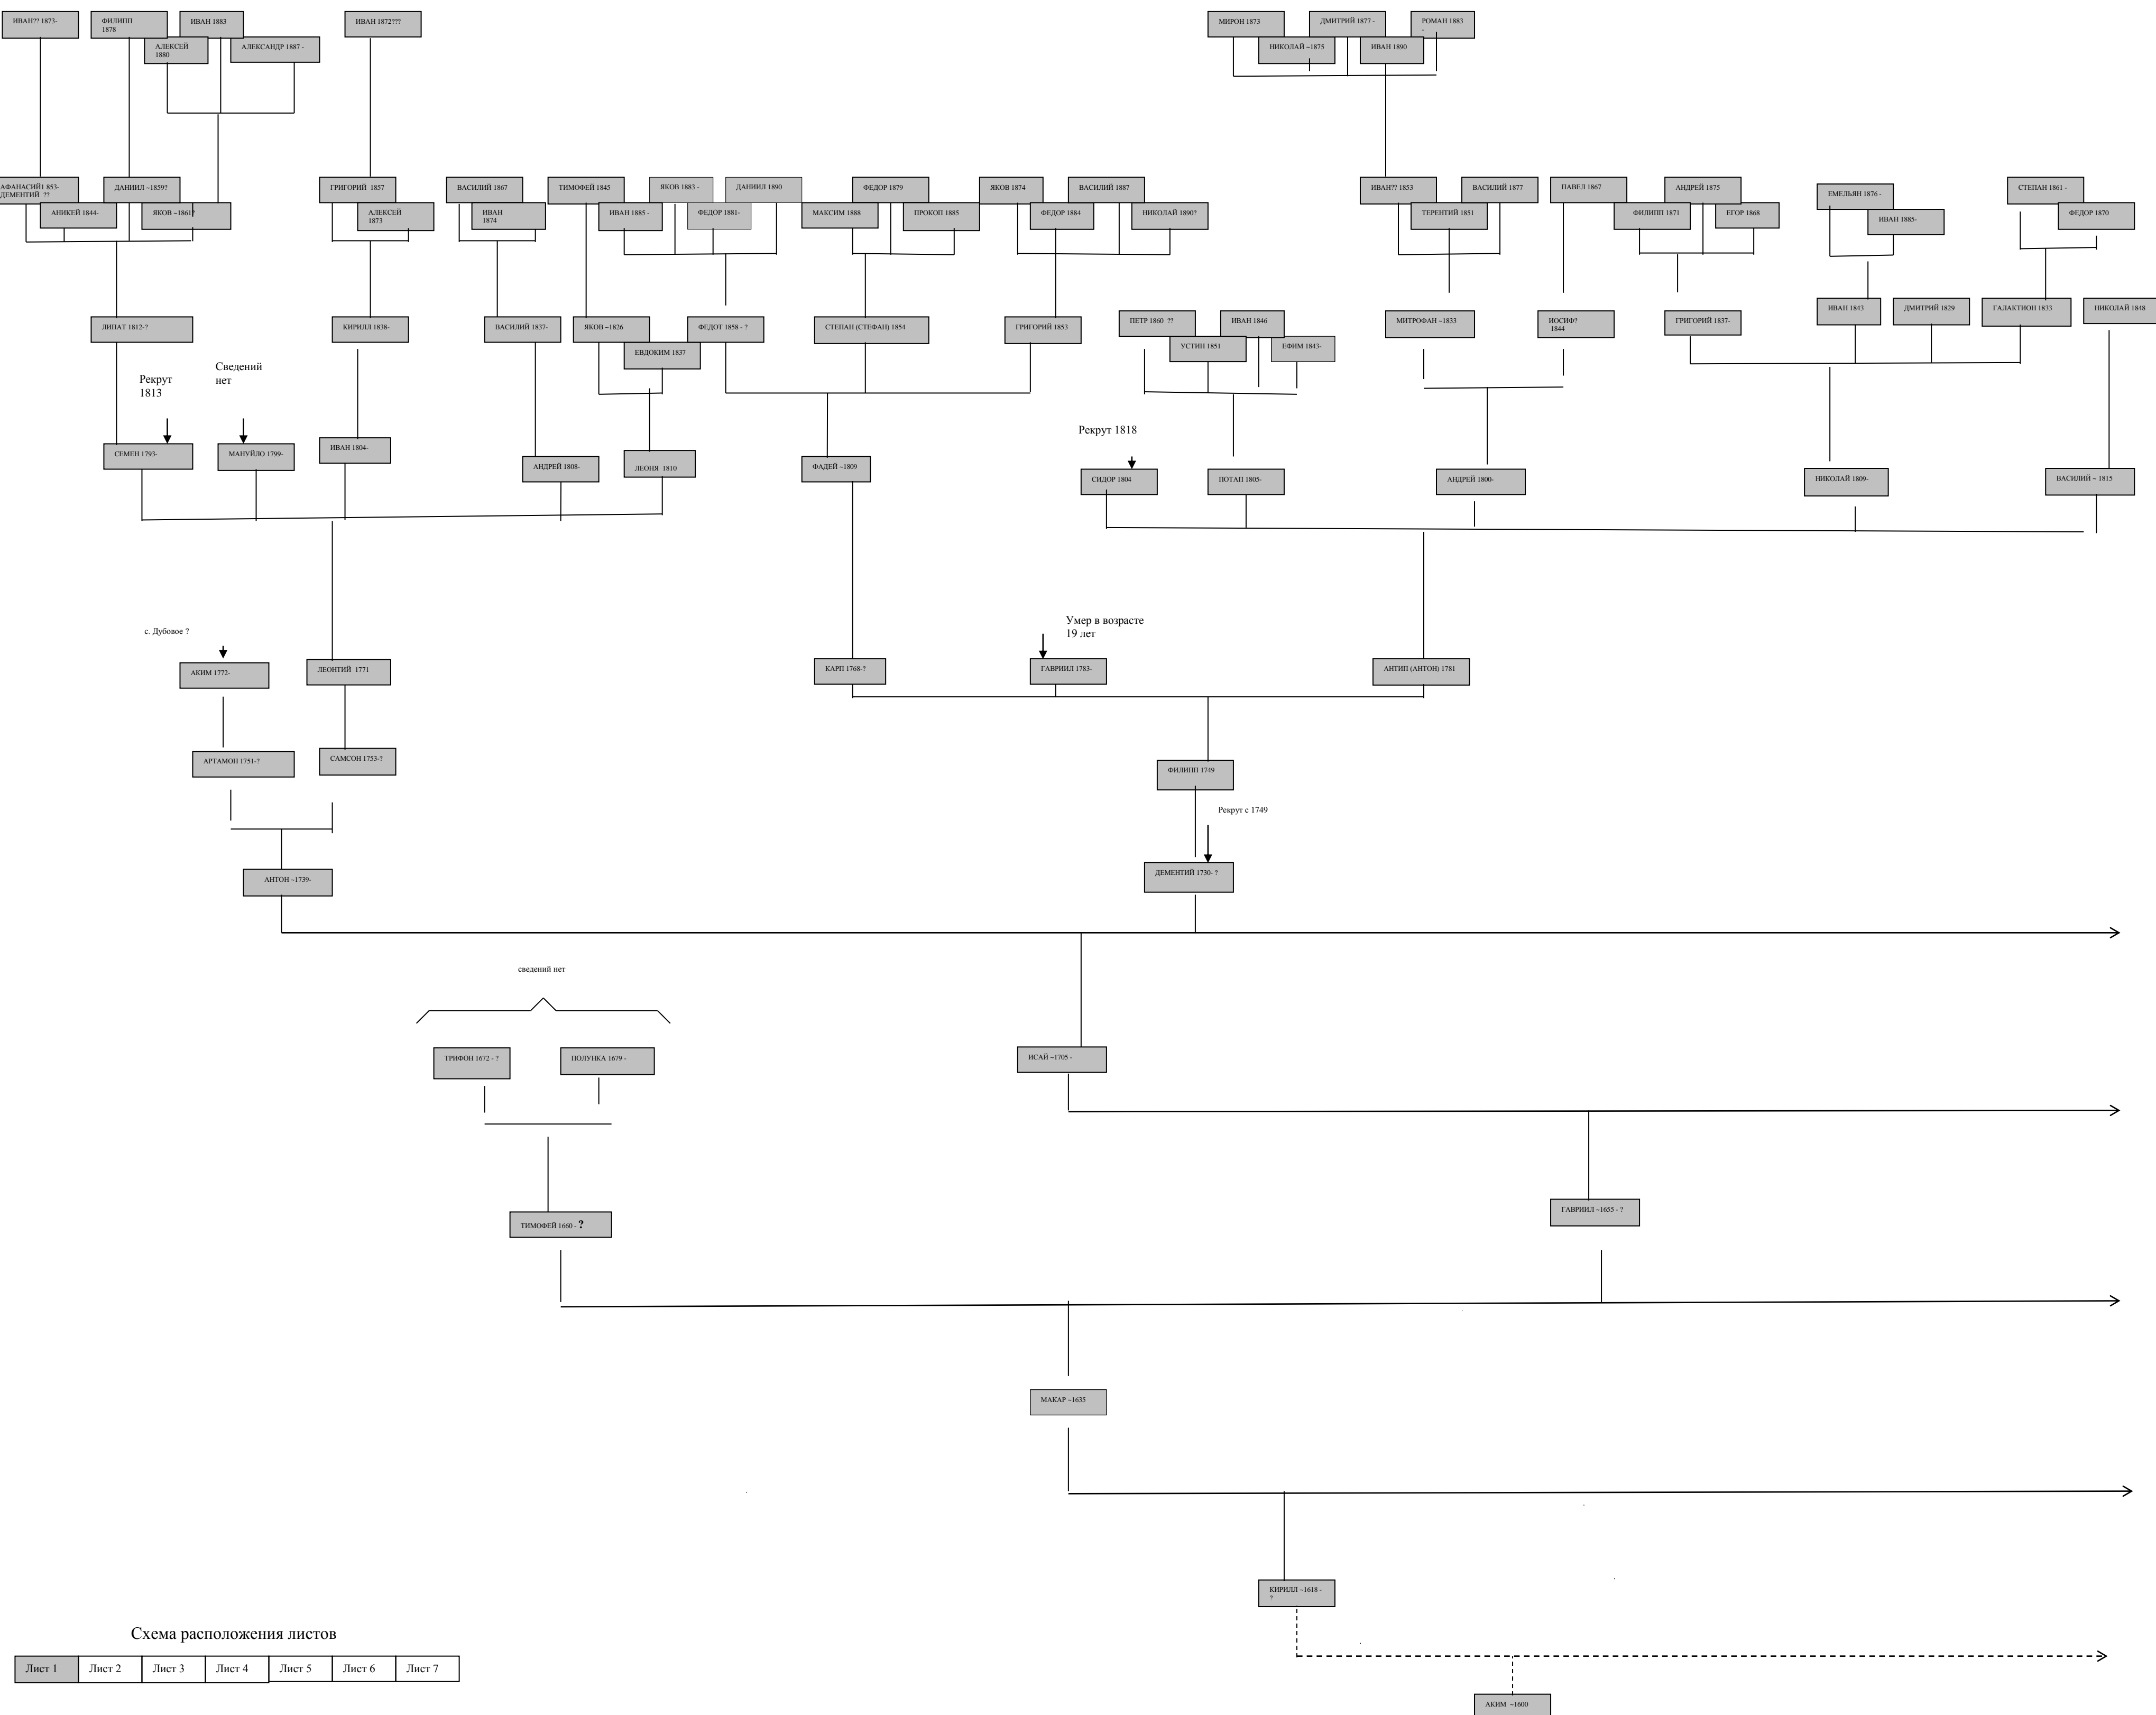 ИВАН?? 1873-
ФИЛИПП
1878
ИВАН 1883
ИВАН 1872???
МИРОН 1873
ДМИТРИЙ 1877 -
РОМАН 1883
-
АЛЕКСЕЙ
1880
АЛЕКСАНДР 1887 -
НИКОЛАЙ ~1875
ИВАН 1890
АФАНАСИЙ1 853-
ДЕМЕНТИЙ ??
ДАНИИЛ ~1859?
ГРИГОРИЙ 1857
ВАСИЛИЙ 1867
ТИМОФЕЙ 1845
ЯКОВ 1883 -
ДАНИИЛ 1890
ФЕДОР 1879
ЯКОВ 1874
ВАСИЛИЙ 1887
ИВАН?? 1853
ВАСИЛИЙ 1877
ПАВЕЛ 1867
АНДРЕЙ 1875
ЕМЕЛЬЯН 1876 -
СТЕПАН 1861 -
АНИКЕЙ 1844-
ЯКОВ ~1861?
АЛЕКСЕЙ
1873
ИВАН
1874
ИВАН 1885 -
ФЕДОР 1881-
МАКСИМ 1888
ПРОКОП 1885
ФЕДОР 1884
НИКОЛАЙ 1890?
ТЕРЕНТИЙ 1851
ФИЛИПП 1871
ЕГОР 1868
ИВАН 1885-
ФЕДОР 1870
ЛИПАТ 1812-?
КИРИЛЛ 1838-
ВАСИЛИЙ 1837-
ЯКОВ ~1826
ФЕДОТ 1858 - ?
СТЕПАН (СТЕФАН) 1854
ГРИГОРИЙ 1853
ПЕТР 1860 ??
ИВАН 1846
МИТРОФАН ~1833
ИОСИФ?
1844
ГРИГОРИЙ 1837-
ИВАН 1843
ДМИТРИЙ 1829
ГАЛАКТИОН 1833
НИКОЛАЙ 1848
ЕВДОКИМ 1837
УСТИН 1851
ЕФИМ 1843-
Рекрут
1813
Сведений
нет
Рекрут 1818
СЕМЕН 1793-
МАНУЙЛО 1799-
ИВАН 1804-
АНДРЕЙ 1808-
ЛЕОНЯ 1810
ФАДЕЙ ~1809
СИДОР 1804
ПОТАП 1805-
АНДРЕЙ 1800-
НИКОЛАЙ 1809-
ВАСИЛИЙ ~ 1815
с. Дубовое ?
Умер в возрасте
19 лет
АКИМ 1772-
ЛЕОНТИЙ 1771
КАРП 1768-?
ГАВРИИЛ 1783-
АНТИП (АНТОН) 1781
АРТАМОН 1751-?
САМСОН 1753-?
ФИЛИПП 1749
Рекрут с 1749
АНТОН ~1739-
ДЕМЕНТИЙ 1730- ?
сведений нет
ТРИФОН 1672 - ?
ПОЛУНКА 1679 -
ИСАЙ ~1705 -
ТИМОФЕЙ 1660 - ?
ГАВРИИЛ ~1655 - ?
МАКАР ~1635
КИРИЛЛ ~1618 -
?
Схема расположения листов
Лист 1 Лист 2 Лист 3 Лист 4 Лист 5 Лист 6 Лист 7
АКИМ ~1600